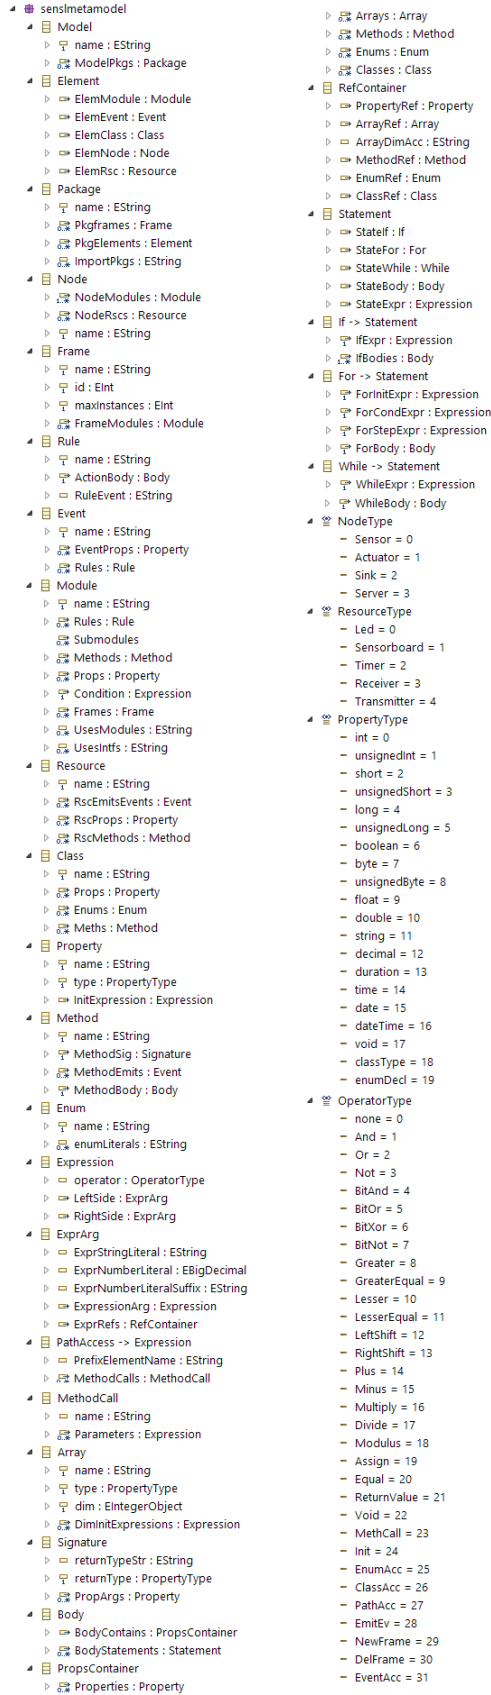 senslmetamodel
Model
name : EString
ModelPkgs : Package
Element
ElemModule : Module
ElemEvent : Event
ElemClass : Class
ElemNode : Node
ElemRsc : Resource
Package
name : EString
Pkgframes : Frame
PkgElements : Element
ImportPkgs : EString
Node
NodeModules : Module
NodeRscs : Resource
name : EString
Frame
name : EString
id : EInt
maxInstances : EInt
FrameModules : Module
Rule
name : EString
ActionBody : Body
RuleEvent : EString
Event
name : EString
EventProps : Property
Rules : Rule
Module
name : EString
Rules : Rule
Submodules
Methods : Method
Props : Property
Condition : Expression
Frames : Frame
UsesModules : EString
UsesIntfs : EString
Resource
name : EString
RscEmitsEvents : Event
RscProps : Property
RscMethods : Method
Class
name : EString
Props : Property
Enums : Enum
Meths : Method
Property
name : EString
type : PropertyType
InitExpression : Expression
Method
name : EString
MethodSig : Signature
MethodEmits : Event
MethodBody : Body
Enum
name : EString
enumLiterals : EString
Expression
operator : OperatorType
LeftSide : ExprArg
RightSide : ExprArg
ExprArg
ExprStringLiteral : EString
ExprNumberLiteral : EBigDecimal
ExprNumberLiteralSuffix : EString
ExpressionArg : Expression
ExprRefs : RefContainer
PathAccess -> Expression
PrefixElementName : EString
MethodCalls : MethodCall
MethodCall
name : EString
Parameters : Expression
Array
name : EString
type : PropertyType
dim : EIntegerObject
DimInitExpressions : Expression
Signature
returnTypeStr : EString
returnType : PropertyType
PropArgs : Property
Body
BodyContains : PropsContainer
BodyStatements : Statement
PropsContainer
Properties : Property
Arrays : Array
Methods : Method
Enums : Enum
Classes : Class
RefContainer
PropertyRef : Property
ArrayRef : Array
ArrayDimAcc : EString
MethodRef : Method
EnumRef : Enum
ClassRef : Class
Statement
StateIf : If
StateFor : For
StateWhile : While
StateBody : Body
StateExpr : Expression
If -> Statement
IfExpr : Expression
IfBodies : Body
For -> Statement
ForInitExpr : Expression
ForCondExpr : Expression
ForStepExpr : Expression
ForBody : Body
While -> Statement
WhileExpr : Expression
WhileBody : Body
NodeType
Sensor = 0
Actuator = 1
Sink = 2
Server = 3
ResourceType
Led = 0
Sensorboard = 1
Timer = 2
Receiver = 3
Transmitter = 4
PropertyType
int = 0
unsignedInt = 1
short = 2
unsignedShort = 3
long = 4
unsignedLong = 5
boolean = 6
byte = 7
unsignedByte = 8
float = 9
double = 10
string = 11
decimal = 12
duration = 13
time = 14
date = 15
dateTime = 16
void = 17
classType = 18
enumDecl = 19
OperatorType
none = 0
And = 1
Or = 2
Not = 3
BitAnd = 4
BitOr = 5
BitXor = 6
BitNot = 7
Greater = 8
GreaterEqual = 9
Lesser = 10
LesserEqual = 11
LeftShift = 12
RightShift = 13
Plus = 14
Minus = 15
Multiply = 16
Divide = 17
Modulus = 18
Assign = 19
Equal = 20
ReturnValue = 21
Void = 22
MethCall = 23
Init = 24
EnumAcc = 25
ClassAcc = 26
PathAcc = 27
EmitEv = 28
NewFrame = 29
DelFrame = 30
EventAcc = 31